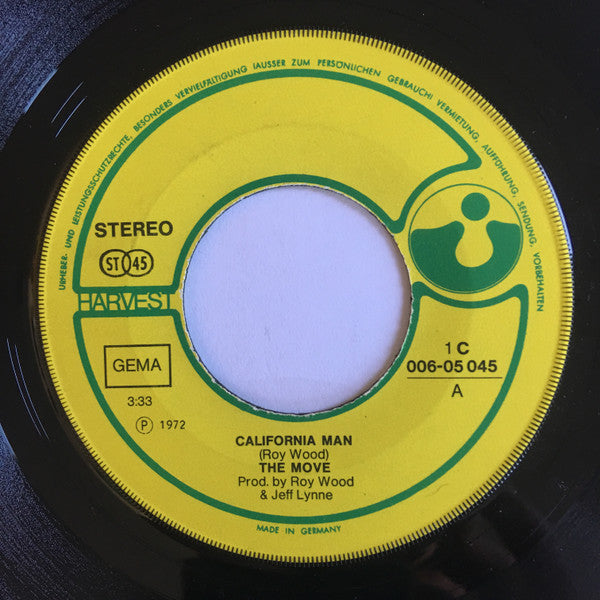 URHEBER- UND LEISTUNGSSCHUTZRECHTE, BESONDERS VERVIELFÄLTIGUNG (AUSSER ZUM PERSÖNLICHEN GEBRAUCH) VERMIETUNG, AUFFÜHRUNG, SENDUNG, VORBEHALTEN
STEREO
ST 45
HARVEST
GEMA
3:33
Ⓟ 1972
1 C
006-05 045
A
CALIFORNIA MAN
(Roy Wood)
THE MOVE
Prod. by Roy Wood
& Jeff Lynne
MADE IN GERMANY